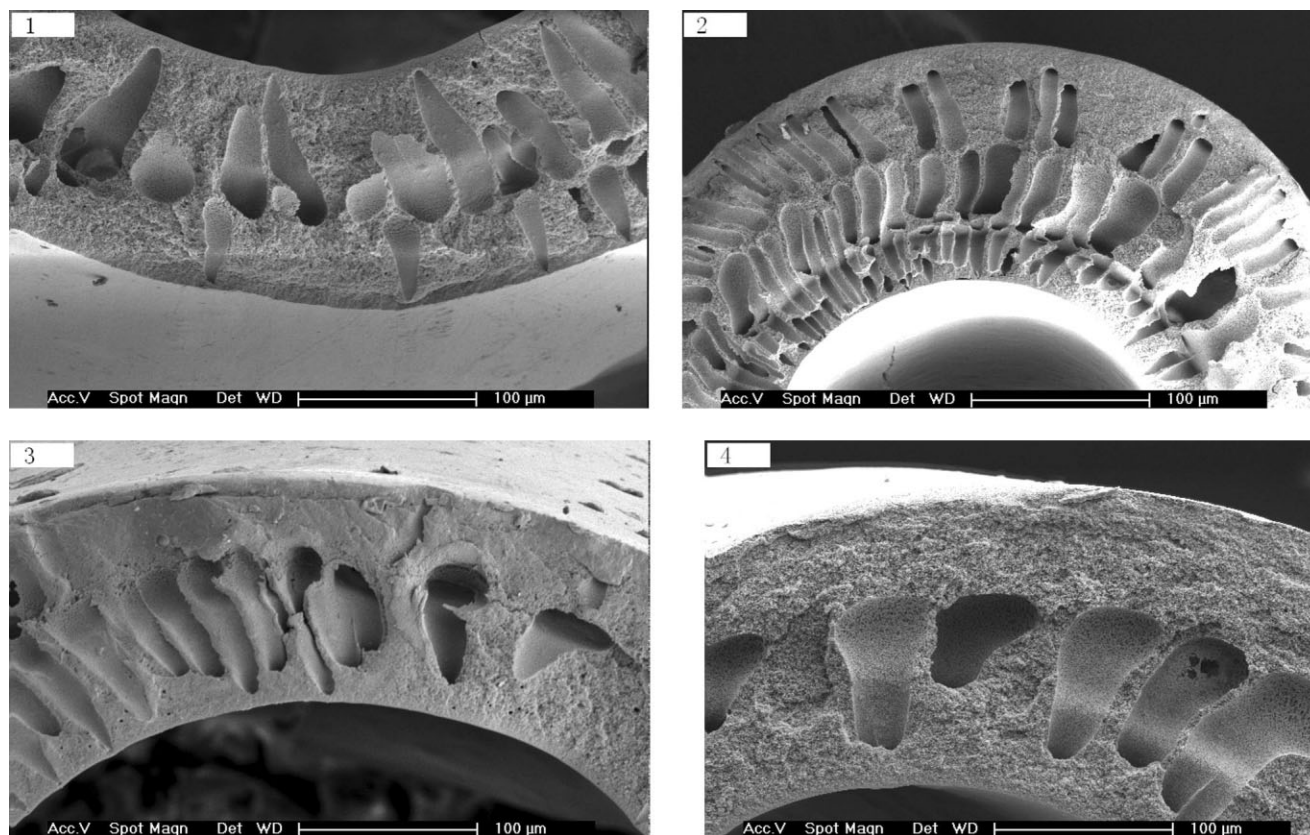 1
2
Acc.V Spot Magn Det WD 100 µm
Acc.V Spot Magn Det WD 100 µm
3
4
Acc.V Spot Magn Det WD 100 µm
Acc.V Spot Magn Det WD 100 µm